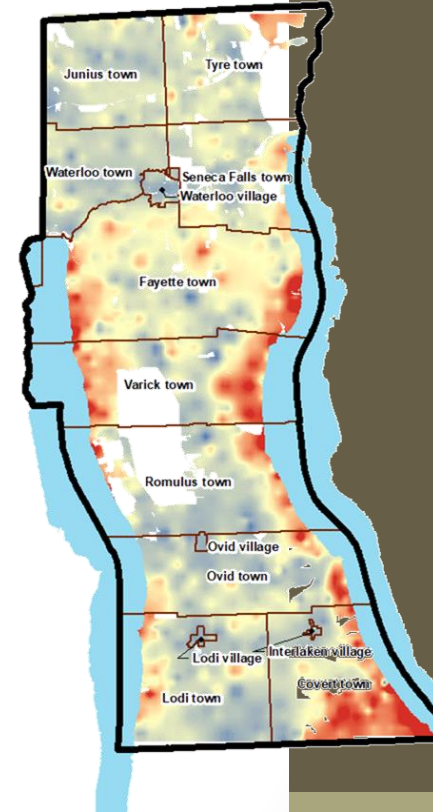 Tyre town
Junius town
Waterloo town
Seneca Falls town
Waterloo village
Fayette town
Varick town
Romulus town
Ovid village
Ovid town
Interlaken village
Lodi village
Covert town
Lodi town